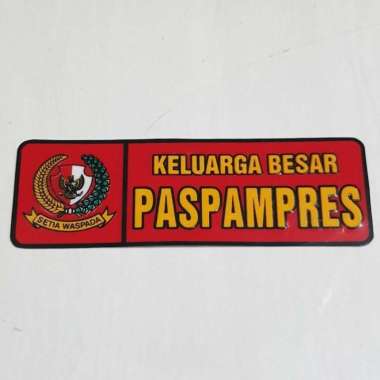 KELUARGA BESAR
PASPAMPRES
SETIA WASPADA